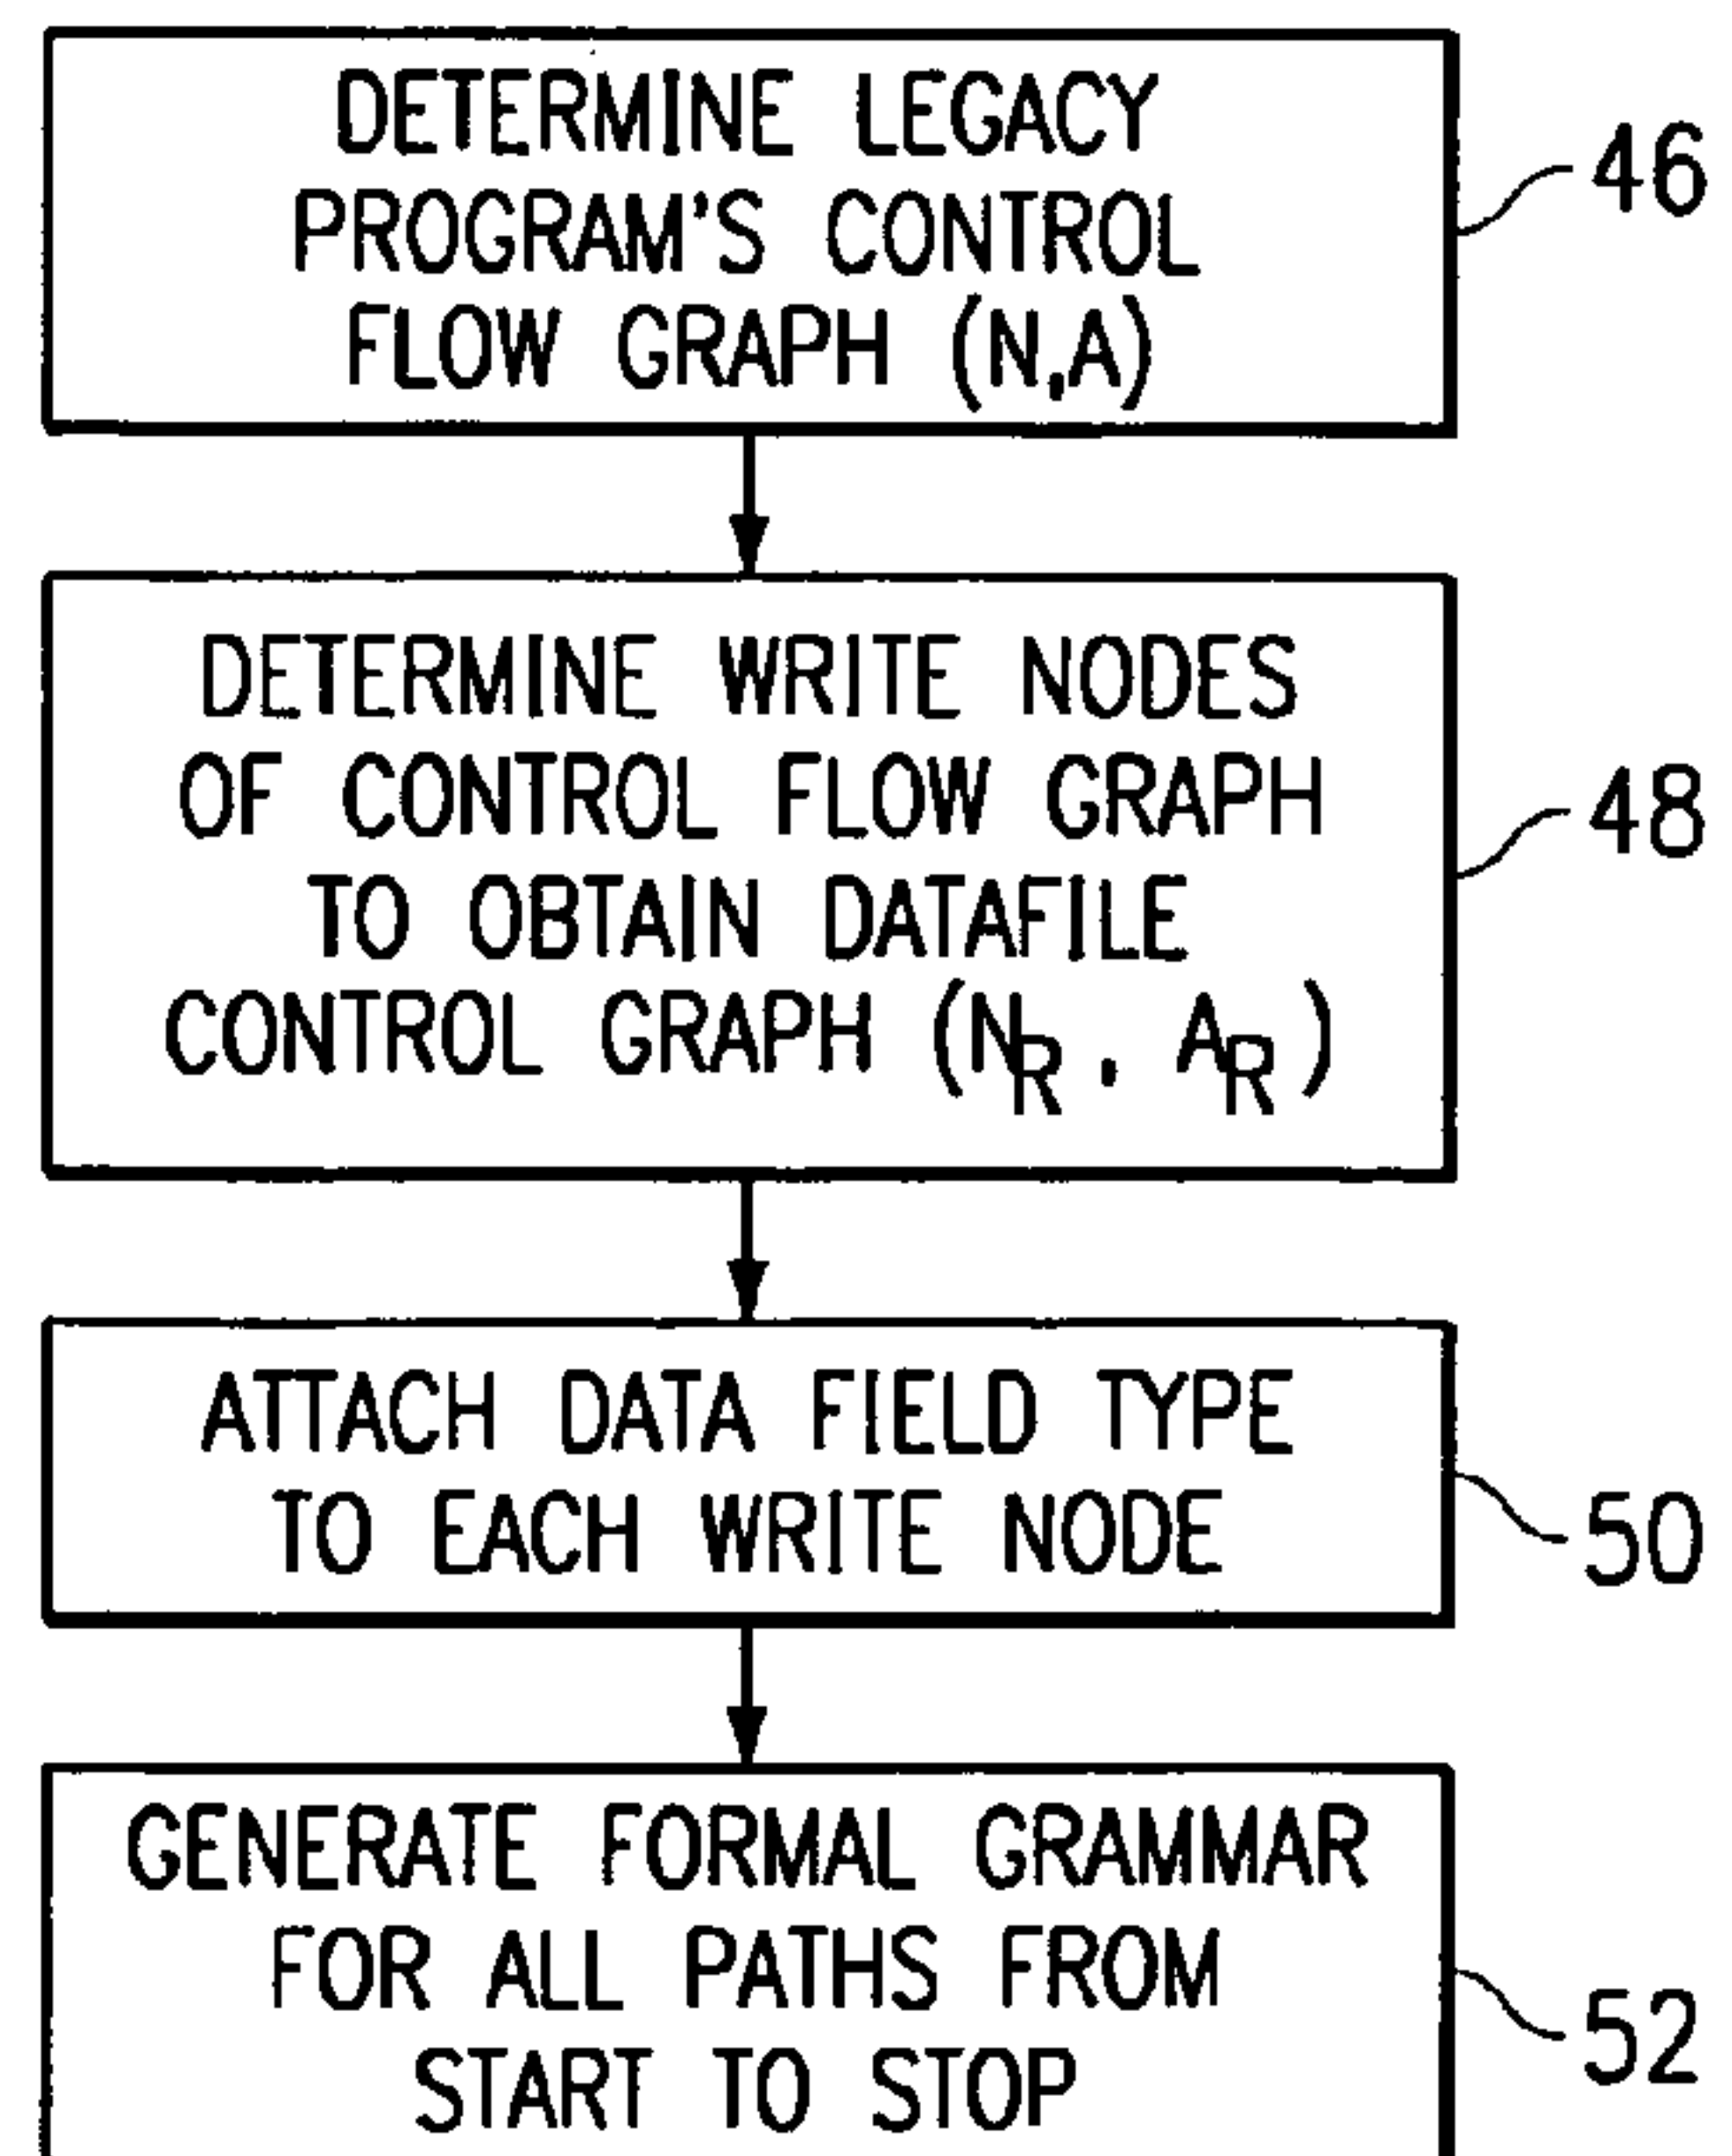 DETERMINE LEGACY
PROGRAM'S CONTROL
FLOW GRAPH (N,A)
46
DETERMINE WRITE NODES
OF CONTROL FLOW GRAPH
TO OBTAIN DATAFILE
CONTROL GRAPH (NR, AR)
48
ATTACH DATA FIELD TYPE
TO EACH WRITE NODE
50
GENERATE FORMAL GRAMMAR
FOR ALL PATHS FROM
START TO STOP
52